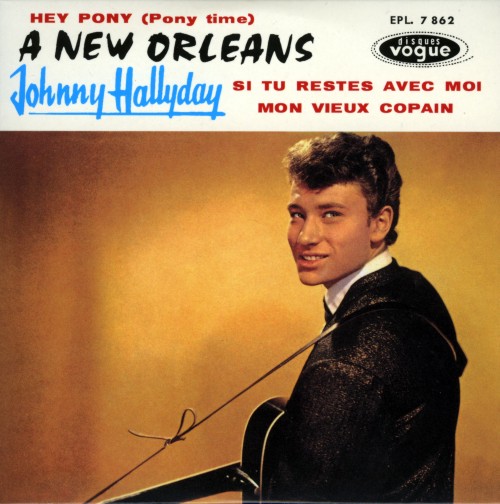 HEY PONY (Pony time)
EPL. 7 862
A NEW ORLEANS
disques
vogue
Johnny Hallyday
SI TU RESTES AVEC MOI
MON VIEUX COPAIN